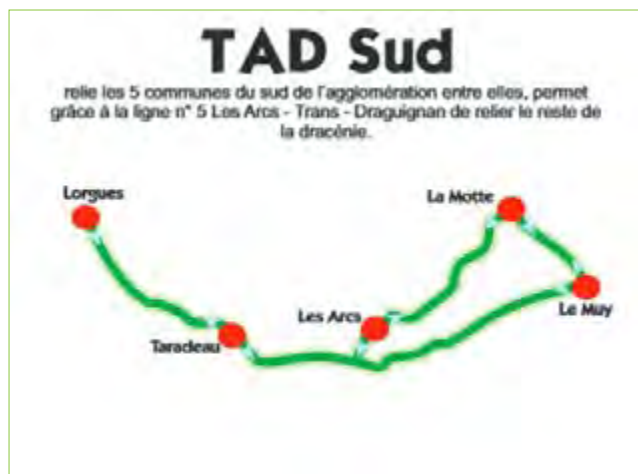 TAD Sud
relie les 5 communes du sud de l'agglomération entre elles, permet
grâce à la ligne n° 5 Les Arcs - Trans - Draguignan de relier le reste de
la dracénie.
Lorgues
La Motte
Les Arcs
Le Muy
Taradeau